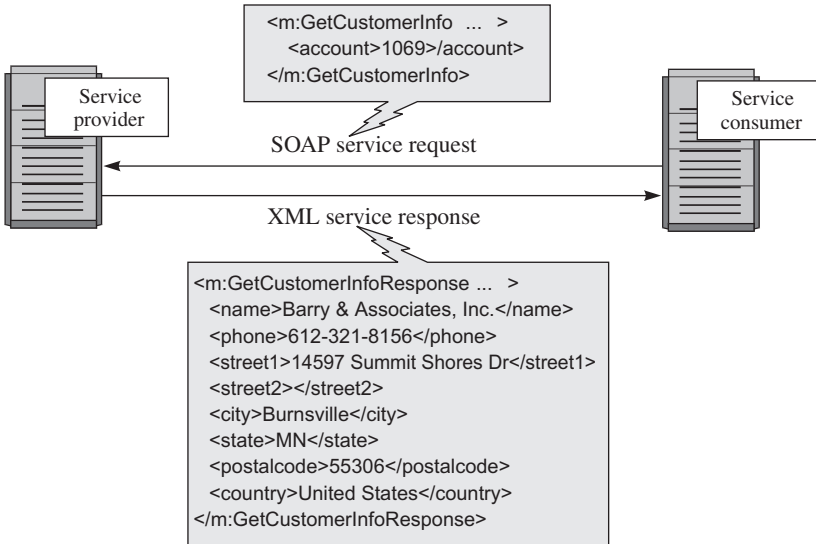 <m:GetCustomerInfo ... >
<account>1069>/account>
</m:GetCustomerInfo>
Service
provider
Service
consumer
SOAP service request
XML service response
<m:GetCustomerInfoResponse ... >
<name>Barry & Associates, Inc.</name>
<phone>612-321-8156</phone>
<street1>14597 Summit Shores Dr</street1>
<street2></street2>
<city>Burnsville</city>
<state>MN</state>
<postalcode>55306</postalcode>
<country>United States</country>
</m:GetCustomerInfoResponse>